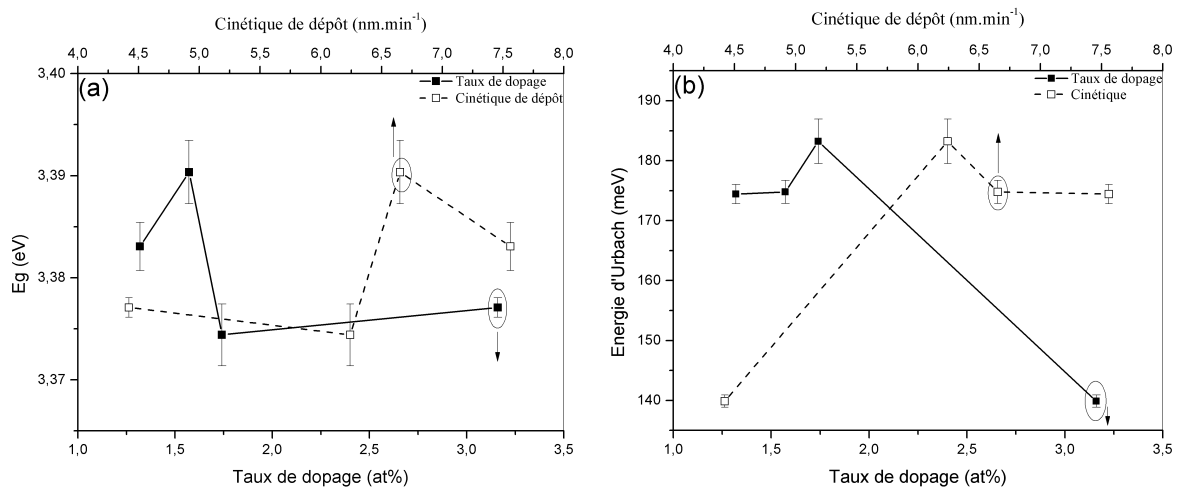 Cinétique de dépôt (nm.min-1)
4,0 4,5 5,0 5,5 6,0 6,5 7,0 7,5 8,0
3,40
(a)
Taux de dopage
Cinétique de dépôt
3,39
3,38
3,37
Eg (eV)
1,0 1,5 2,0 2,5 3,0 3,5
Taux de dopage (at%)
Cinétique de dépôt (nm.min-1)
4,0 4,5 5,0 5,5 6,0 6,5 7,0 7,5 8,0
(b)
Taux de dopage
Cinétique
190
180
170
160
150
140
Energie d'Urbach (meV)
1,0 1,5 2,0 2,5 3,0 3,5
Taux de dopage (at%)